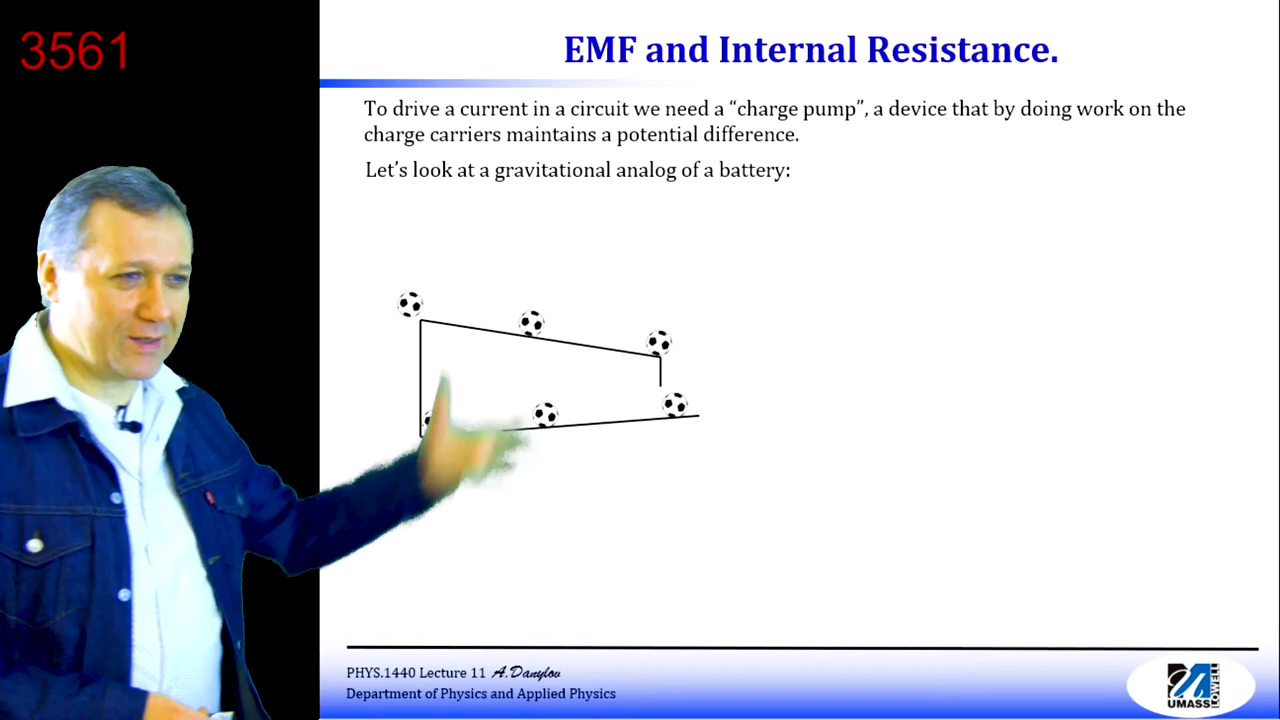 3561
EMF and Internal Resistance.
To drive a current in a circuit we need a “charge pump”, a device that by doing work on the
charge carriers maintains a potential difference.
Let’s look at a gravitational analog of a battery:
PHYS.1440 Lecture 11 A.Danylov
Department of Physics and Applied Physics
UMASS
LOWELL